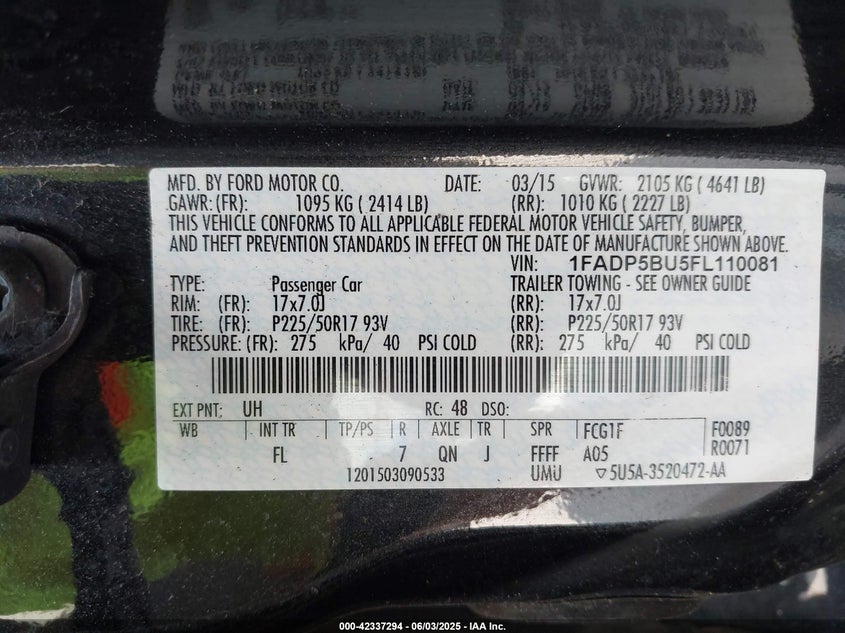 MFD. BY FORD MOTOR CO. DATE: 03/15 GVWR: 2105 KG ( 4641 LB)
GAWR: (FR): 1095 KG ( 2414 LB) (RR): 1010 KG ( 2227 LB)
THIS VEHICLE CONFORMS TO ALL APPLICABLE FEDERAL MOTOR VEHICLE SAFETY, BUMPER,
AND THEFT PREVENTION STANDARDS IN EFFECT ON THE DATE OF MANUFACTURE SHOWN ABOVE.
VIN: 1FADP5BU5FL110081
TYPE: Passenger Car TRAILER TOWING - SEE OWNER GUIDE
RIM: (FR): 17x7.0J (RR): 17x7.0J
TIRE: (FR): P225/50R17 93V (RR): P225/50R17 93V
PRESSURE: (FR): 275 kPa/ 40 PSI COLD (RR): 275 kPa/ 40 PSI COLD
EXT PNT: UH RC: 48 DSO:
WB INT TR TP/PS R AXLE TR SPR FCG1F F0089
FL 7 QN J FFFF A05 R0071
1201503090533 UMU ▽5U5A-3520472-AA
000-42337294 - 06/03/2025 - IAA Inc.